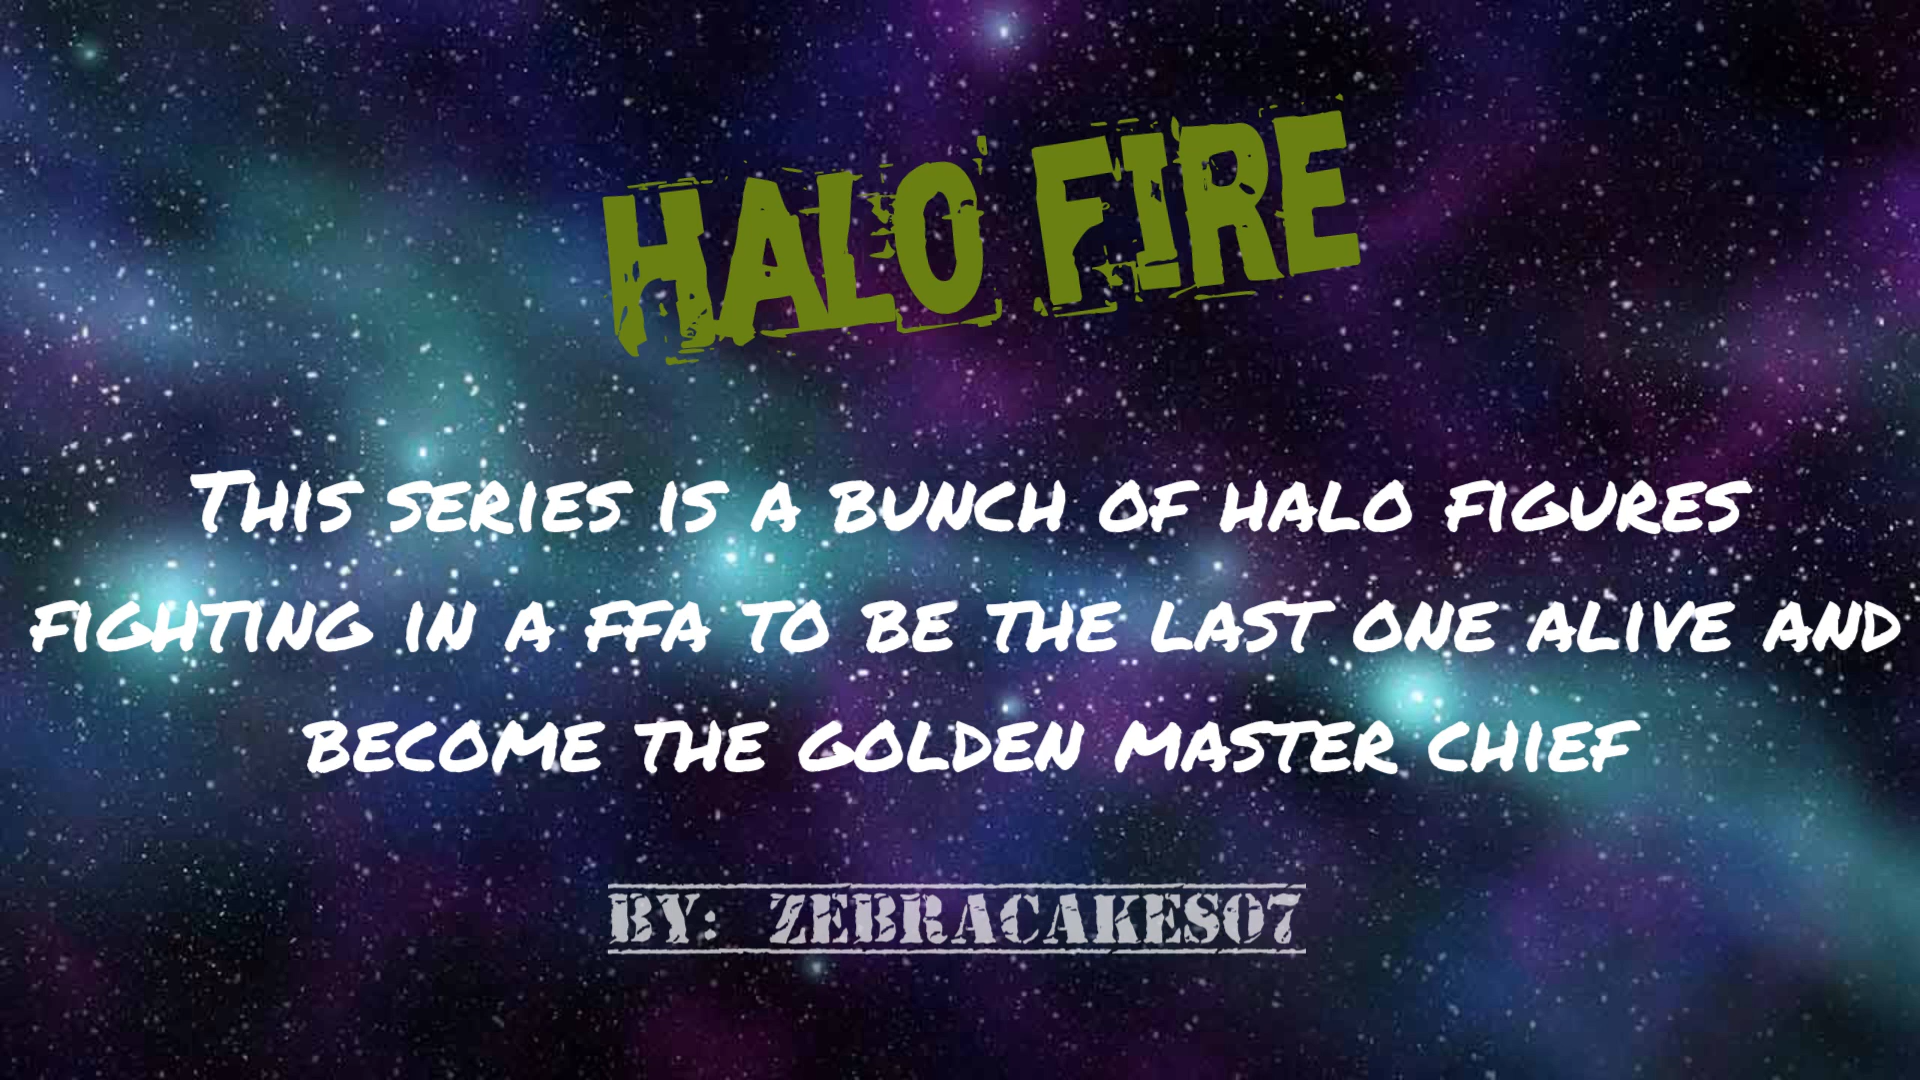 HALO FIRE
THIS SERIES IS A BUNCH OF HALO FIGURES
FIGHTING IN A FFA TO BE THE LAST ONE ALIVE AND
BECOME THE GOLDEN MASTER CHIEF
BY: ZEBRACAKES07